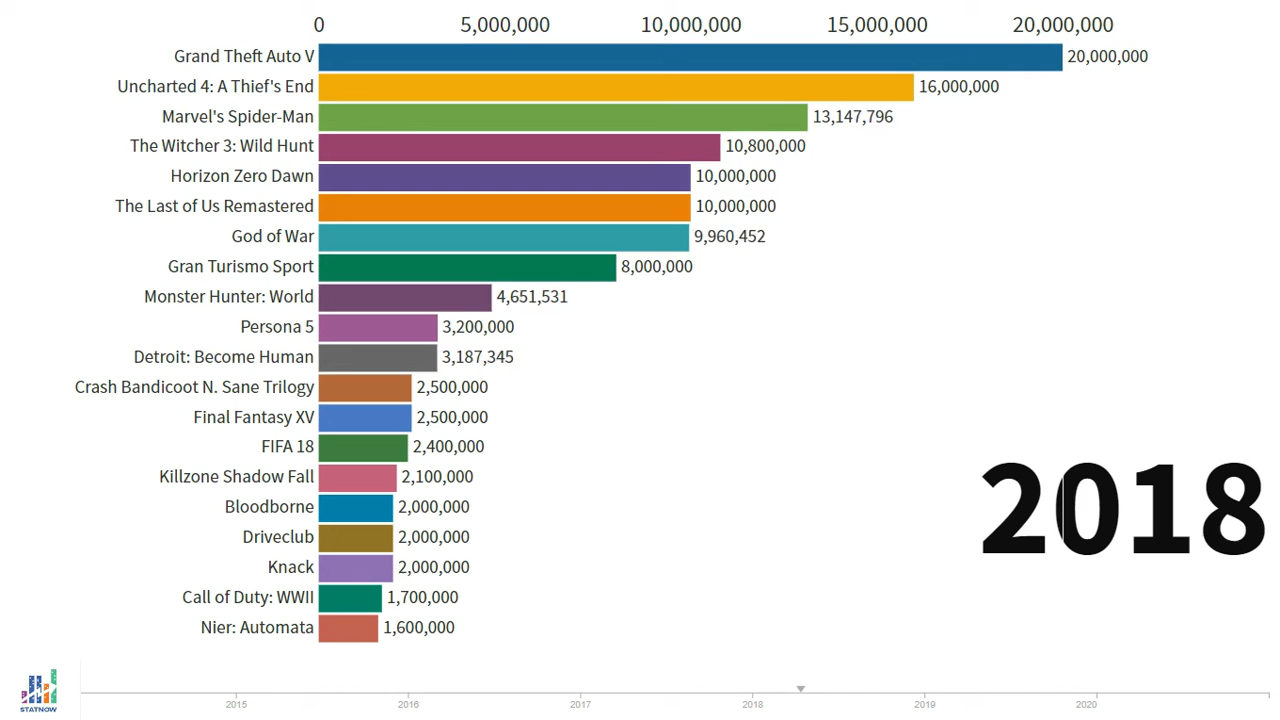 0 5,000,000 10,000,000 15,000,000 20,000,000
Grand Theft Auto V 20,000,000
Uncharted 4: A Thief's End 16,000,000
Marvel's Spider-Man 13,147,796
The Witcher 3: Wild Hunt 10,800,000
Horizon Zero Dawn 10,000,000
The Last of Us Remastered 10,000,000
God of War 9,960,452
Gran Turismo Sport 8,000,000
Monster Hunter: World 4,651,531
Persona 5 3,200,000
Detroit: Become Human 3,187,345
Crash Bandicoot N. Sane Trilogy 2,500,000
Final Fantasy XV 2,500,000
FIFA 18 2,400,000
Killzone Shadow Fall 2,100,000
Bloodborne 2,000,000
Driveclub 2,000,000
Knack 2,000,000
Call of Duty: WWII 1,700,000
Nier: Automata 1,600,000
2018
STATNOW
2015 2016 2017 2018 2019 2020